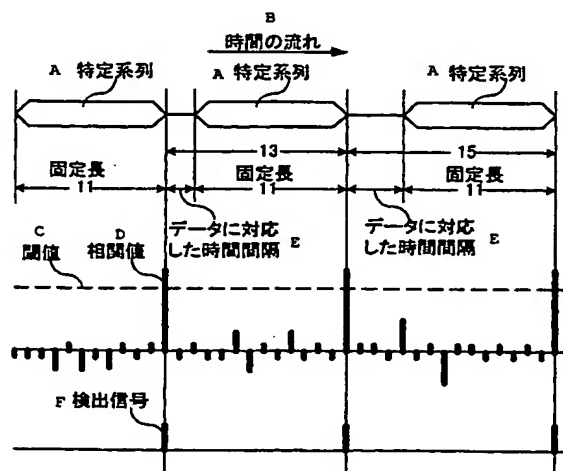 B
時間の流れ
A 特定系列
A 特定系列
A 特定系列
13
15
固定長
11
固定長
11
固定長
11
データに対応
した時間間隔 E
データに対応
した時間間隔 E
C
閾値
D
相関値
F 検出信号